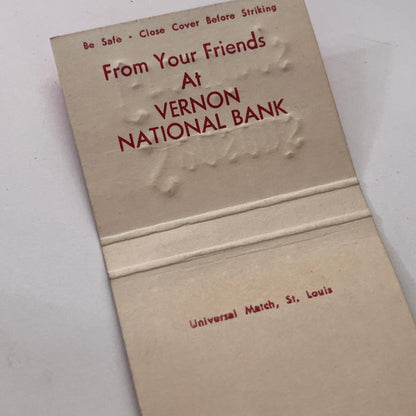 Be Safe - Close Cover Before Striking
From Your Friends
At
VERNON
NATIONAL BANK
Universal Match, St. Louis